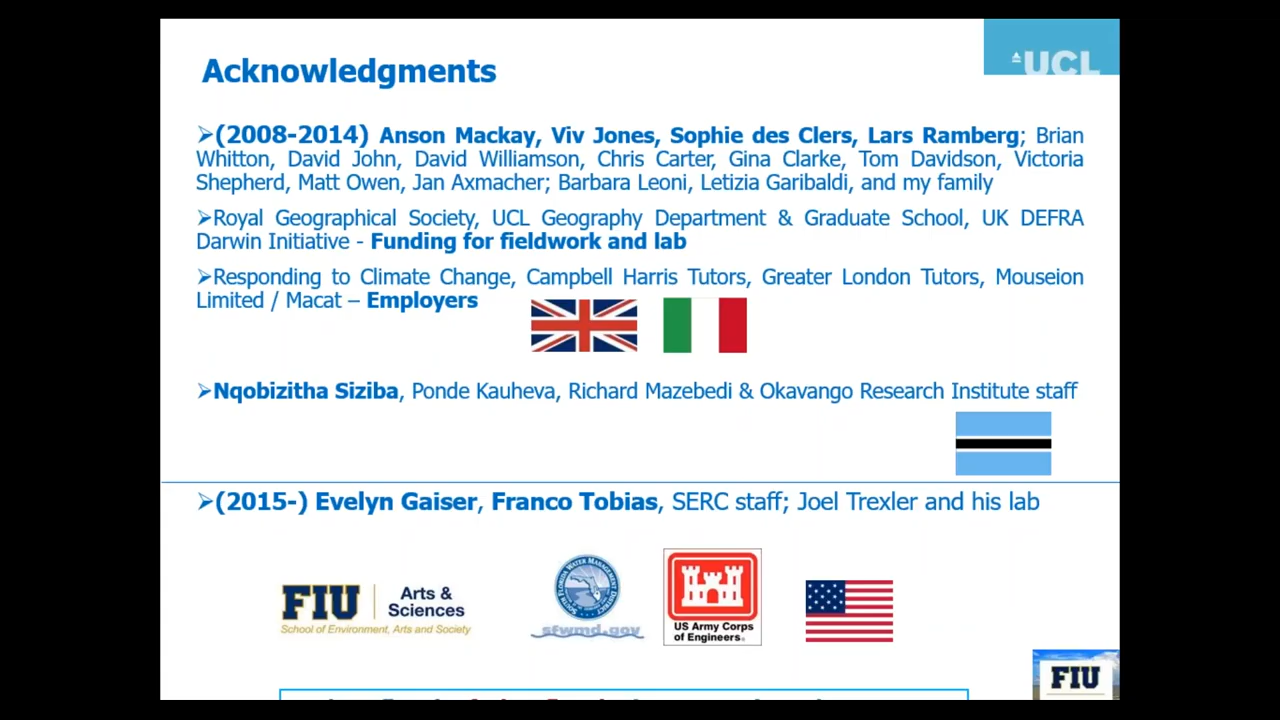 Acknowledgments
UCL
➢(2008-2014) Anson Mackay, Viv Jones, Sophie des Clers, Lars Ramberg; Brian
Whitton, David John, David Williamson, Chris Carter, Gina Clarke, Tom Davidson, Victoria
Shepherd, Matt Owen, Jan Axmacher; Barbara Leoni, Letizia Garibaldi, and my family
➢Royal Geographical Society, UCL Geography Department & Graduate School, UK DEFRA
Darwin Initiative - Funding for fieldwork and lab
➢Responding to Climate Change, Campbell Harris Tutors, Greater London Tutors, Mouseion
Limited / Macat – Employers
➢Nqobizitha Siziba, Ponde Kauheva, Richard Mazebedi & Okavango Research Institute staff
➢(2015-) Evelyn Gaiser, Franco Tobias, SERC staff; Joel Trexler and his lab
FIU Arts &
Sciences
School of Environment, Arts and Society
SOUTH FLORIDA WATER MANAGEMENT DISTRICT
sfwmd.gov
US Army Corps
of Engineers®
FIU